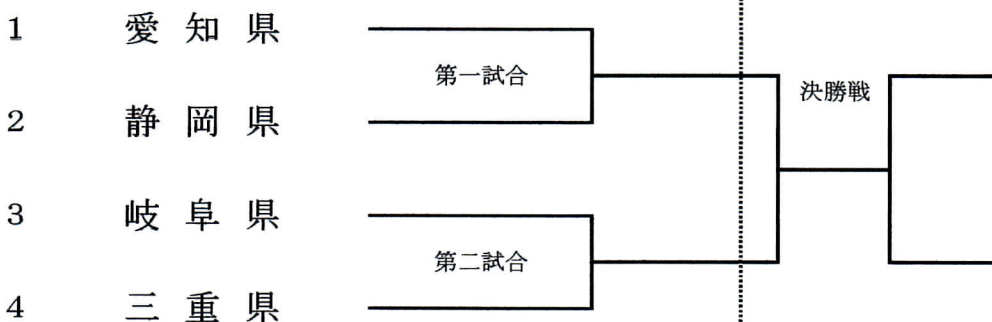 1 愛知県
第一試合
決勝戦
2 静岡県
3 岐阜県
第二試合
4 三重県